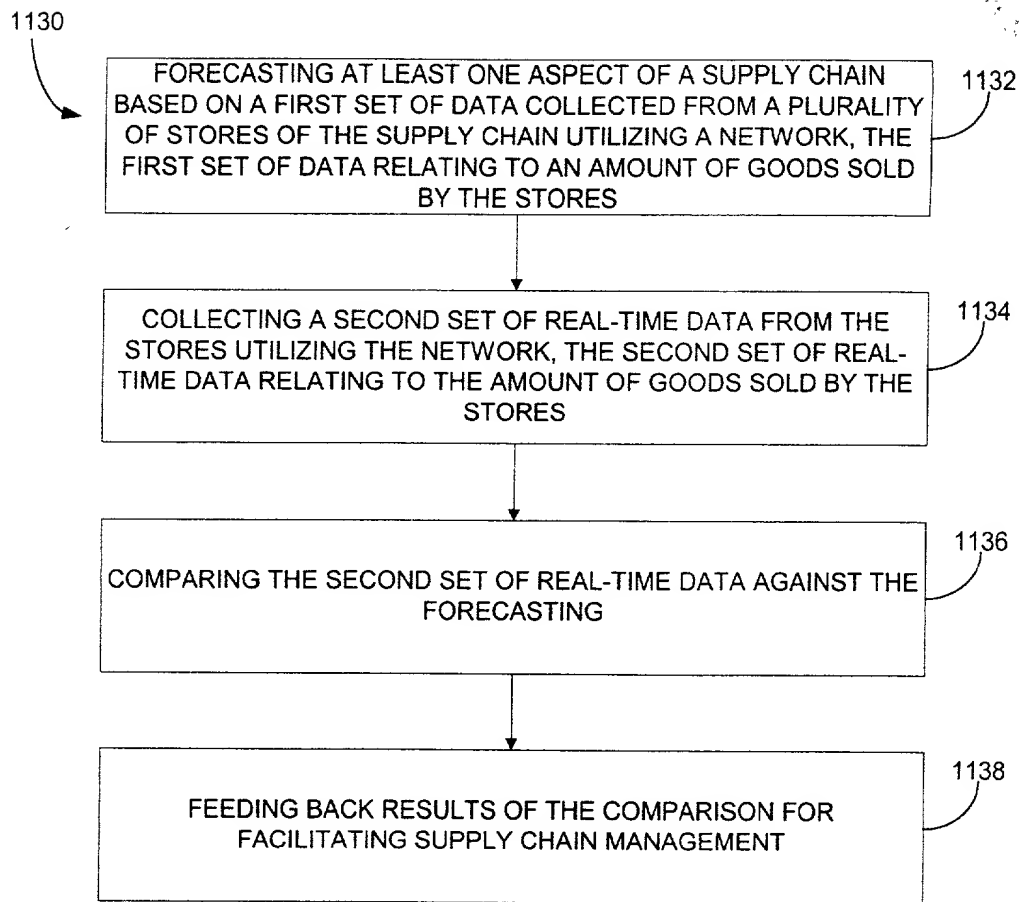 1130
FORECASTING AT LEAST ONE ASPECT OF A SUPPLY CHAIN
BASED ON A FIRST SET OF DATA COLLECTED FROM A PLURALITY
OF STORES OF THE SUPPLY CHAIN UTILIZING A NETWORK, THE
FIRST SET OF DATA RELATING TO AN AMOUNT OF GOODS SOLD
BY THE STORES
1132
COLLECTING A SECOND SET OF REAL-TIME DATA FROM THE
STORES UTILIZING THE NETWORK, THE SECOND SET OF REAL-
TIME DATA RELATING TO THE AMOUNT OF GOODS SOLD BY THE
STORES
1134
COMPARING THE SECOND SET OF REAL-TIME DATA AGAINST THE
FORECASTING
1136
FEEDING BACK RESULTS OF THE COMPARISON FOR
FACILITATING SUPPLY CHAIN MANAGEMENT
1138